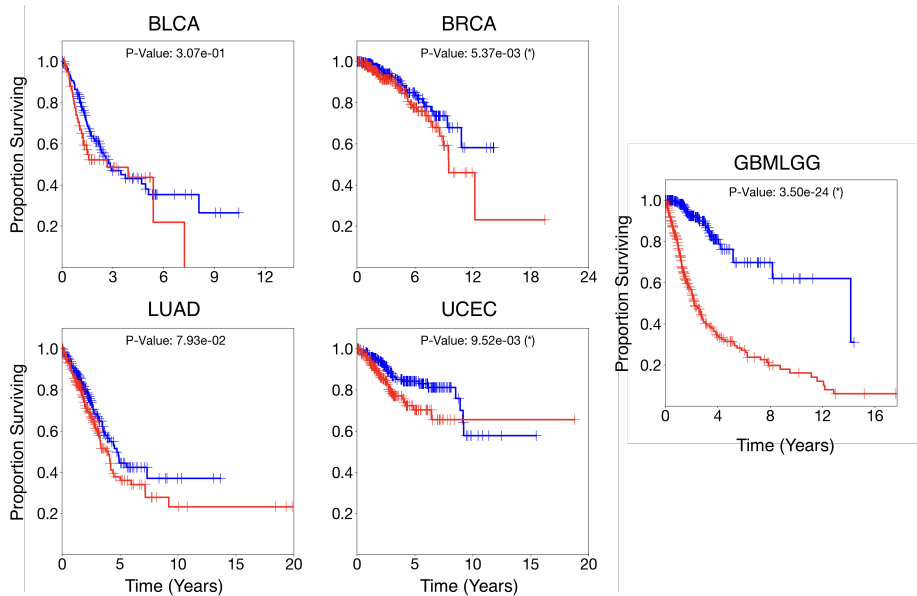 BLCA
P-Value: 3.07e-01
Proportion Surviving
1.0
0.8
0.6
0.4
0.2
0 3 6 9 12
BRCA
P-Value: 5.37e-03 (*)
1.0
0.8
0.6
0.4
0.2
0 6 12 18 24
LUAD
P-Value: 7.93e-02
Proportion Surviving
1.0
0.8
0.6
0.4
0.2
0 5 10 15 20
Time (Years)
UCEC
P-Value: 9.52e-03 (*)
1.0
0.8
0.6
0.4
0.2
0 5 10 15 20
Time (Years)
GBMLGG
P-Value: 3.50e-24 (*)
Proportion Surviving
1.0
0.8
0.6
0.4
0.2
0 4 8 12 16
Time (Years)